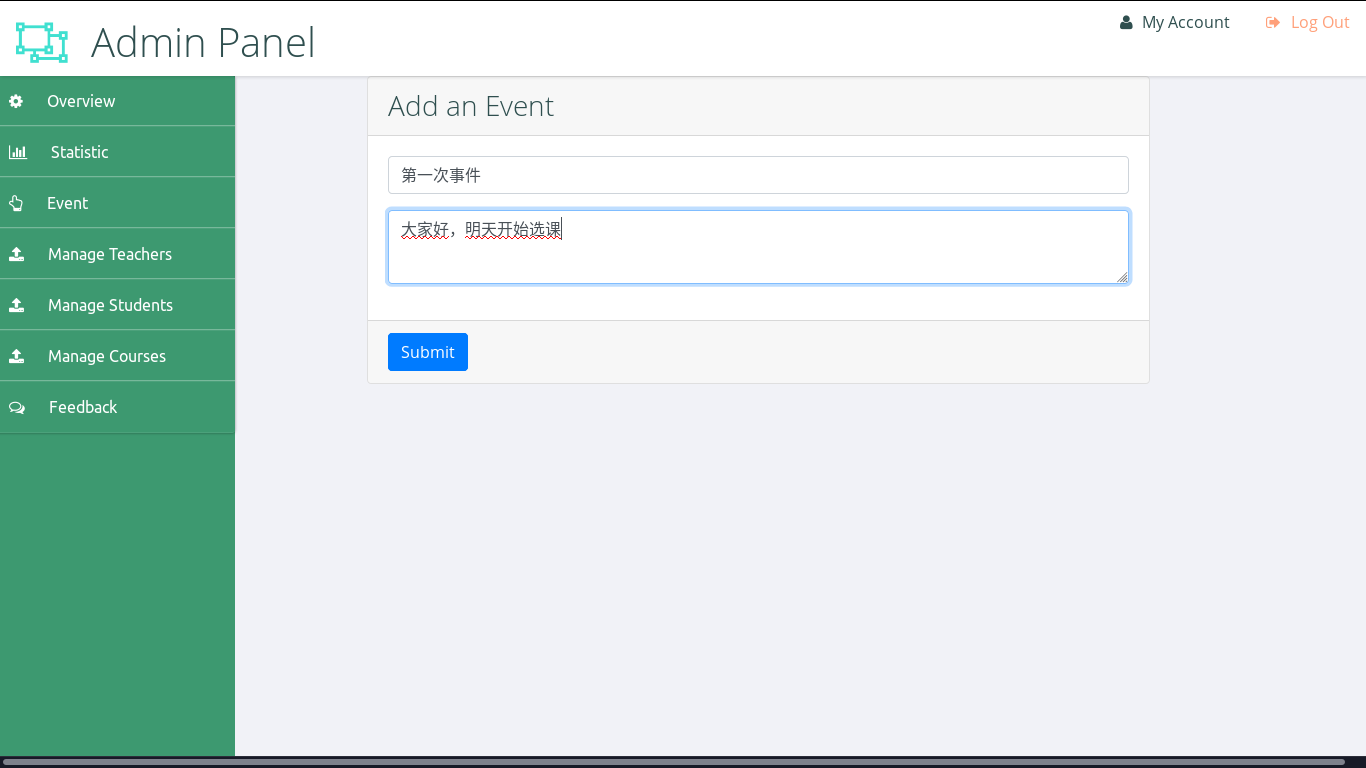 Admin Panel
My Account
Log Out
Overview
Statistic
Event
Manage Teachers
Manage Students
Manage Courses
Feedback
Add an Event
第一次事件
大家好，明天开始选课
Submit